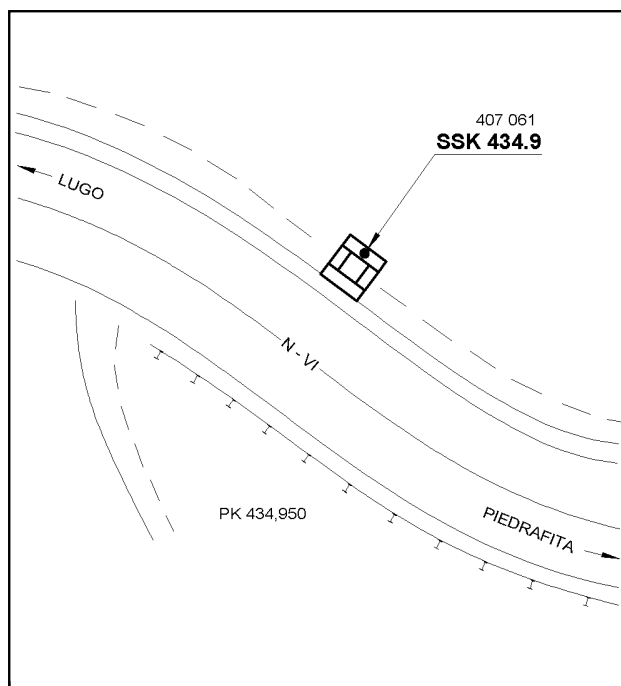 407 061
SSK 434.9
LUGO
N - VI
PK 434,950
PIEDRAFITA